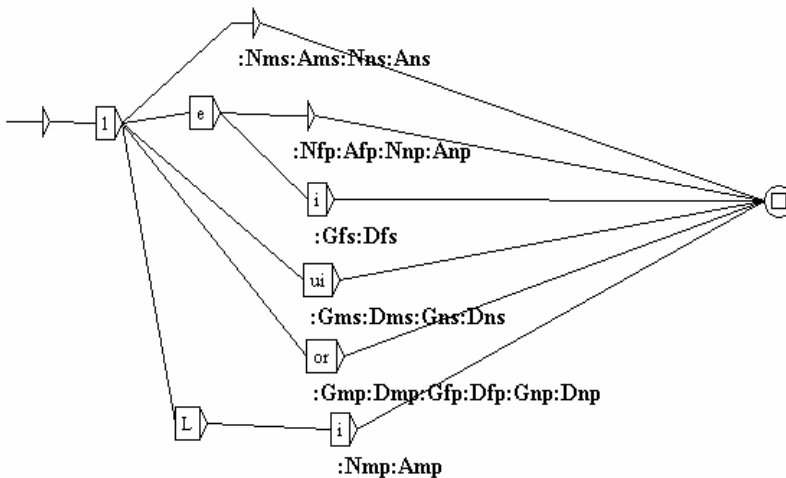 :Nms:Ams:Nns:Ans
1
e
:Nfp:Afp:Nnp:Anp
i
:Gfs:Dfs
ui
:Gms:Dms:Gns:Dns
or
:Gmp:Dmp:Gfp:Dfp:Gnp:Dnp
L
i
:Nmp:Amp